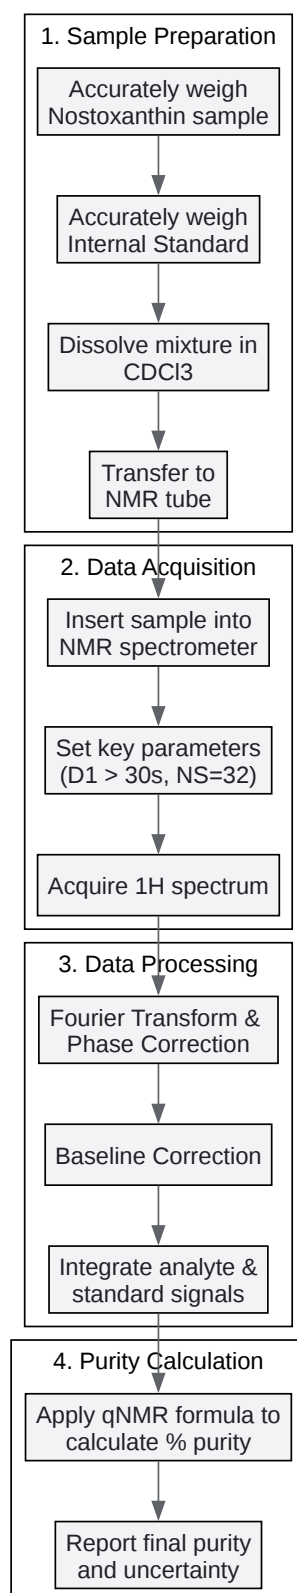 1. Sample Preparation
Accurately weigh
Nostoxanthin sample
Accurately weigh
Internal Standard
Dissolve mixture in
CDCl3
Transfer to
NMR tube
2. Data Acquisition
Insert sample into
NMR spectrometer
Set key parameters
(D1 > 30s, NS=32)
Acquire 1H spectrum
3. Data Processing
Fourier Transform &
Phase Correction
Baseline Correction
Integrate analyte &
standard signals
4. Purity Calculation
Apply qNMR formula to
calculate % purity
Report final purity
and uncertainty